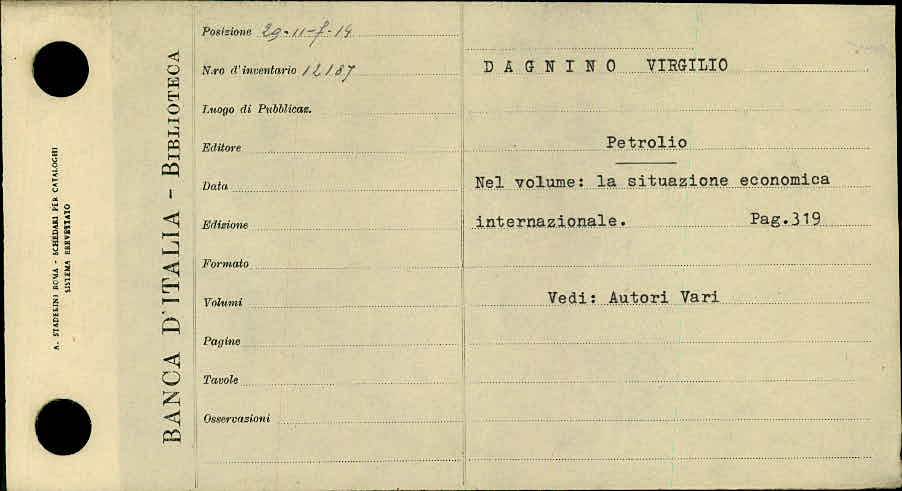 A. STADERINI ROMA - SCHEDARI PER CATALOGHI
SISTEMA BREVETTATO
BANCA D'ITALIA - BIBLIOTECA
Posizione 29-11-f-14
N.ro d'inventario 12187
Luogo di Pubblicaz.
Editore
Data
Edizione
Formato
Volumi
Pagine
Tavole
Osservazioni
DAGNINO VIRGILIO
Petrolio
Nel volume: la situazione economica
internazionale. Pag.319
Vedi: Autori Vari